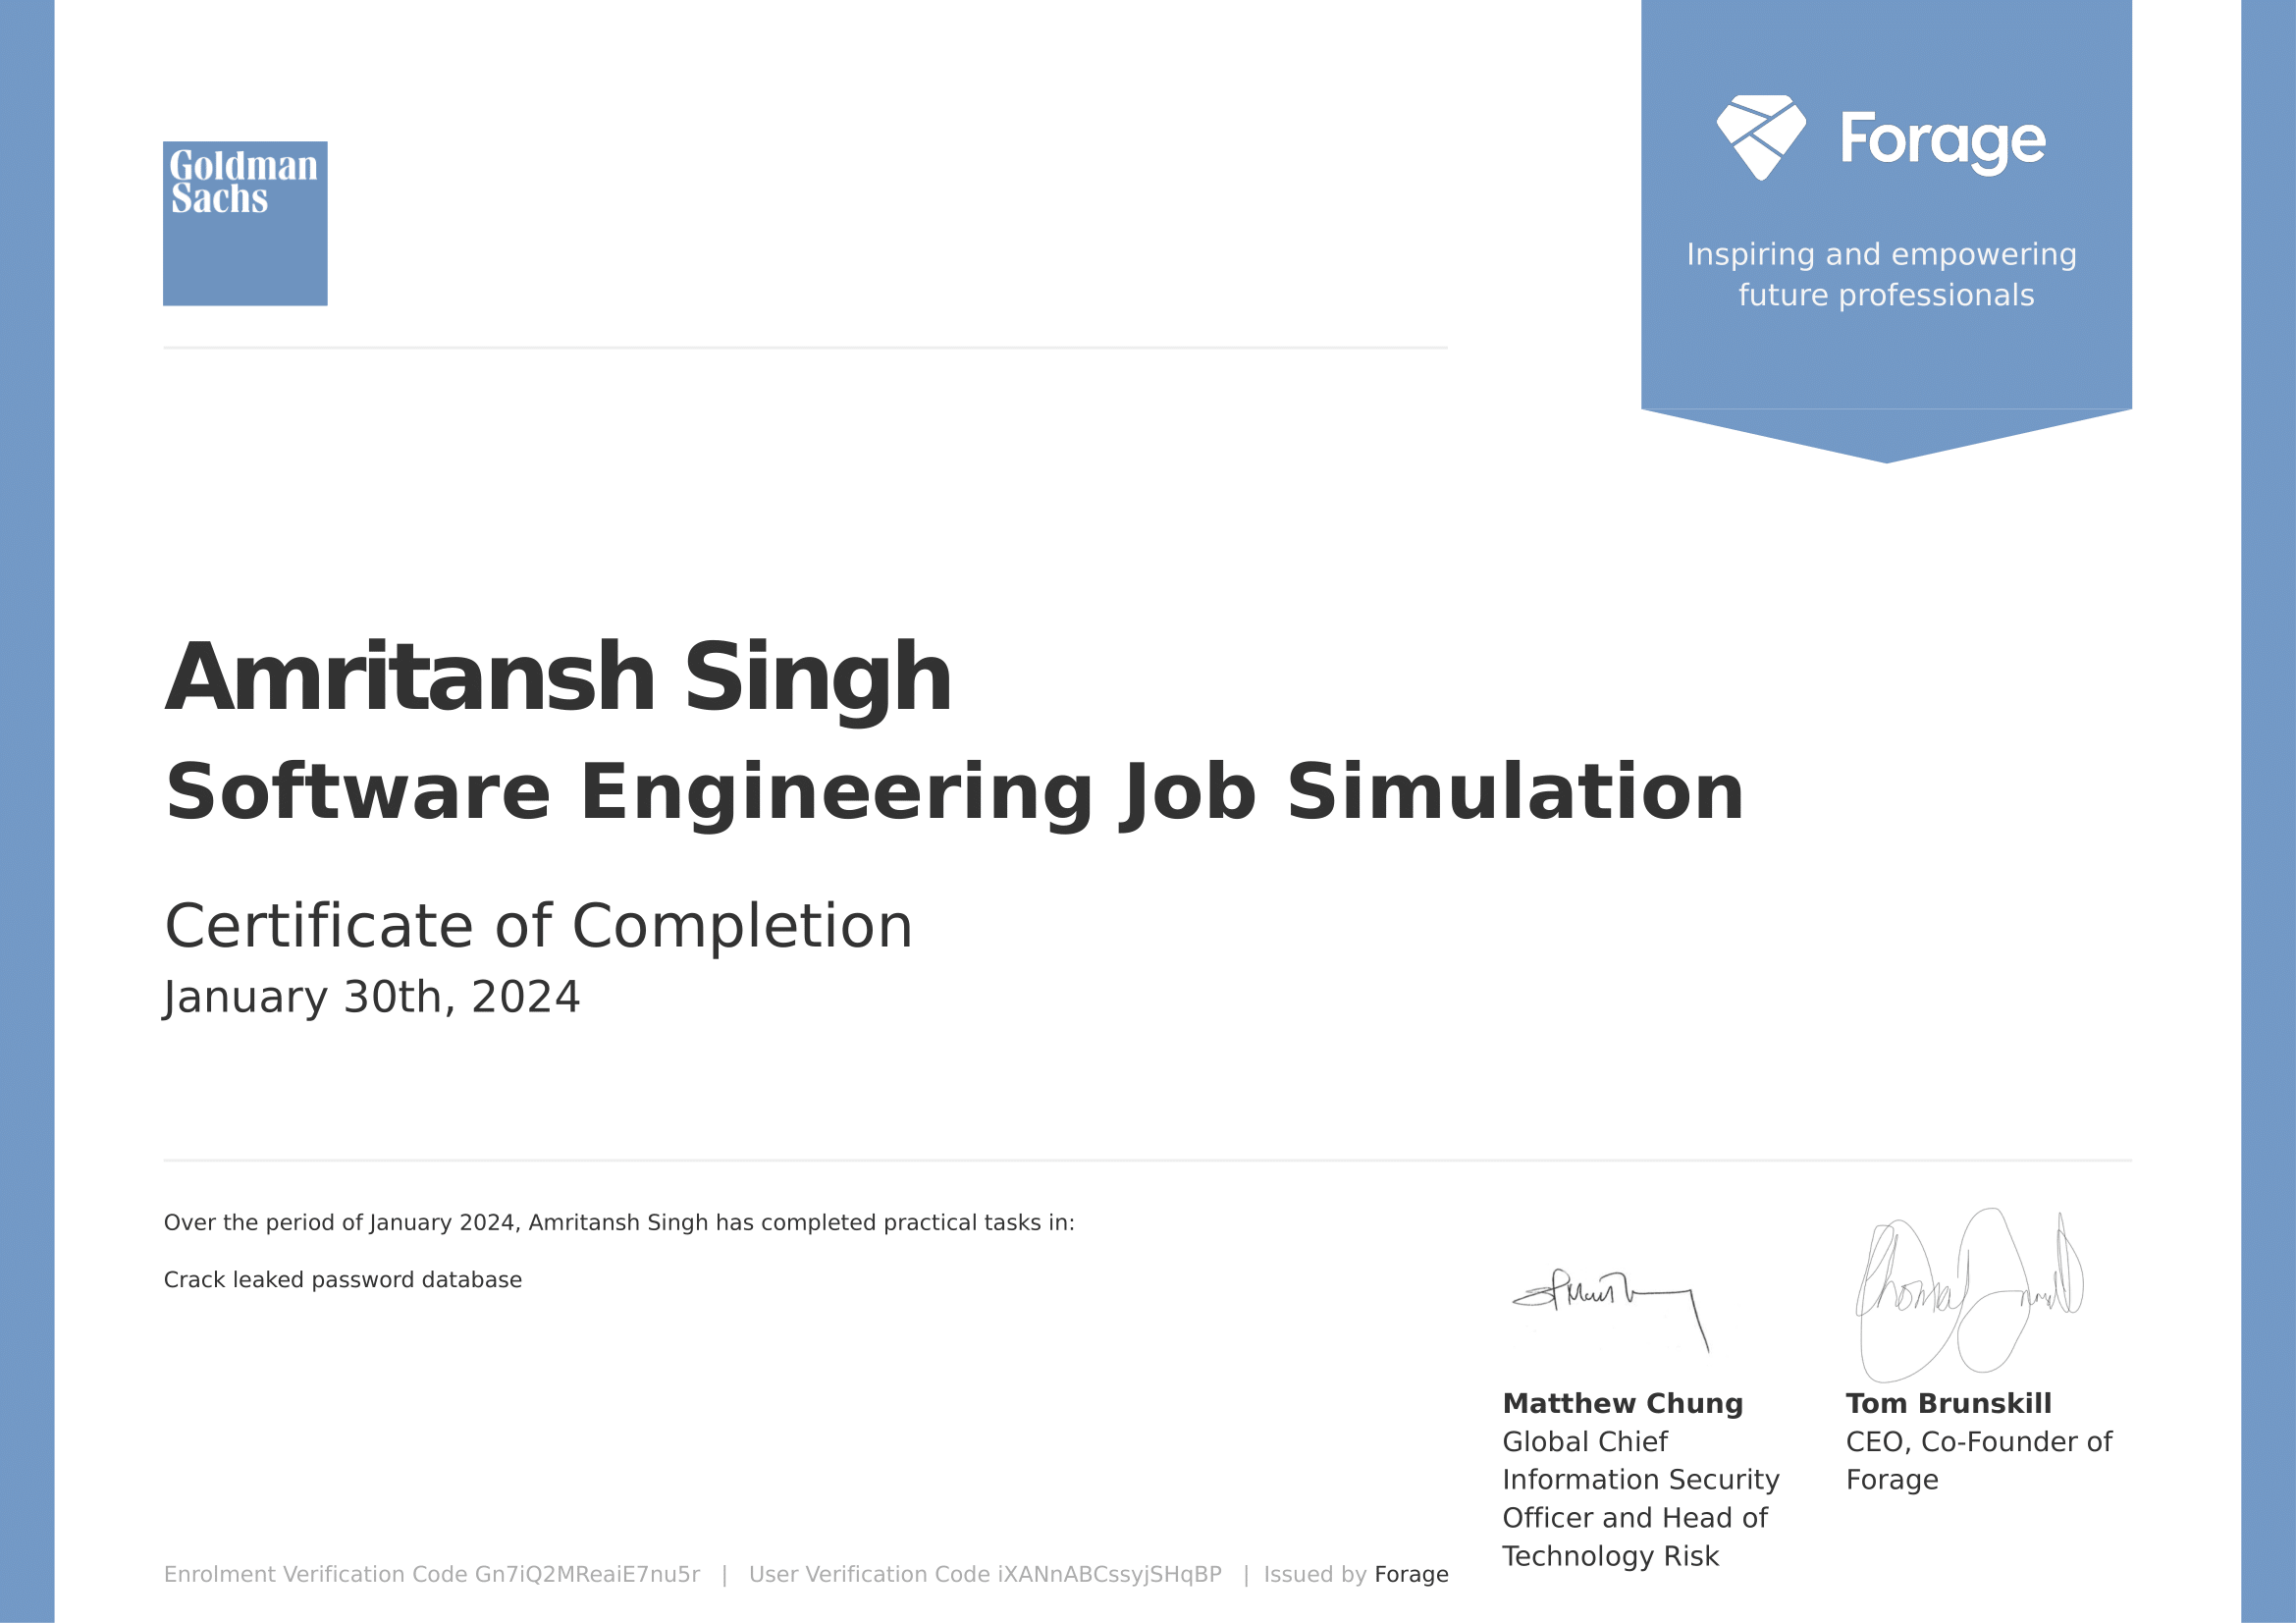 Goldman
Sachs
Forage
Inspiring and empowering
future professionals
Amritansh Singh
Software Engineering Job Simulation
Certificate of Completion
January 30th, 2024
Over the period of January 2024, Amritansh Singh has completed practical tasks in:
Crack leaked password database
Matthew Chung
Global Chief
Information Security
Officer and Head of
Technology Risk
Tom Brunskill
CEO, Co-Founder of
Forage
Enrolment Verification Code Gn7iQ2MReaiE7nu5r | User Verification Code iXANnABCssyjSHqBP | Issued by Forage